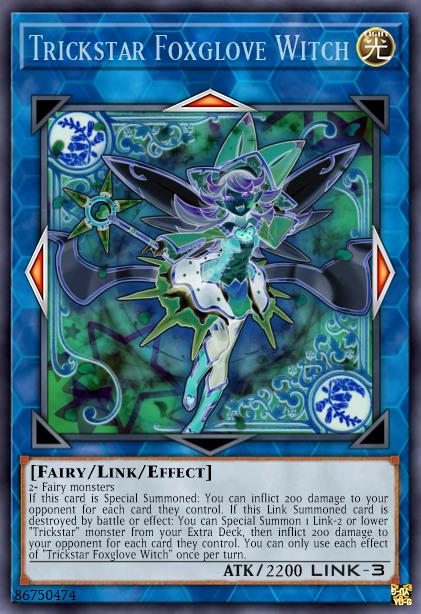 TRICKSTAR FOXGLOVE WITCH
LIGHT
光
[FAIRY/LINK/EFFECT]
2+ Fairy monsters
If this card is Special Summoned: You can inflict 200 damage to your
opponent for each card they control. If this Link Summoned card is
destroyed by battle or effect: You can Special Summon 1 Link-2 or lower
"Trickstar" monster from your Extra Deck, then inflict 200 damage to
your opponent for each card they control. You can only use each effect
of "Trickstar Foxglove Witch" once per turn.
ATK/2200 LINK-3
86750474